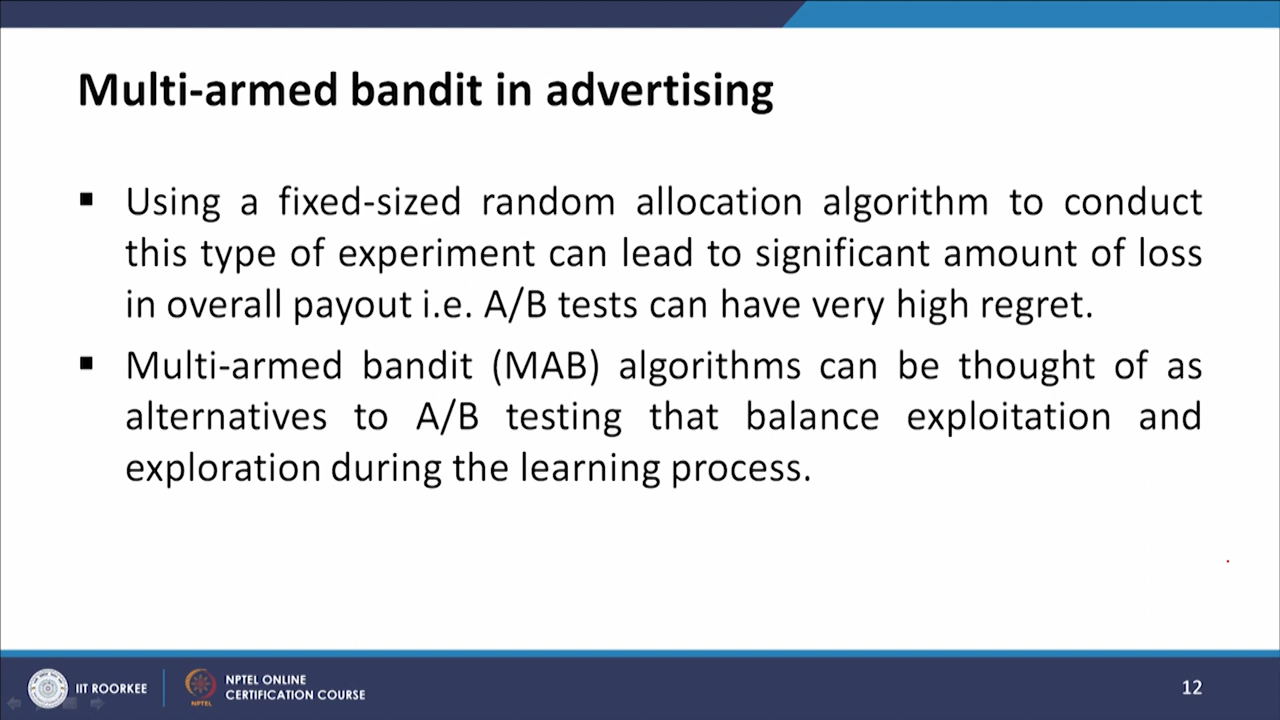 Multi-armed bandit in advertising
▪ Using a fixed-sized random allocation algorithm to conduct
this type of experiment can lead to significant amount of loss
in overall payout i.e. A/B tests can have very high regret.
▪ Multi-armed bandit (MAB) algorithms can be thought of as
alternatives to A/B testing that balance exploitation and
exploration during the learning process.
IIT ROORKEE
NPTEL
NPTEL ONLINE
CERTIFICATION COURSE
12